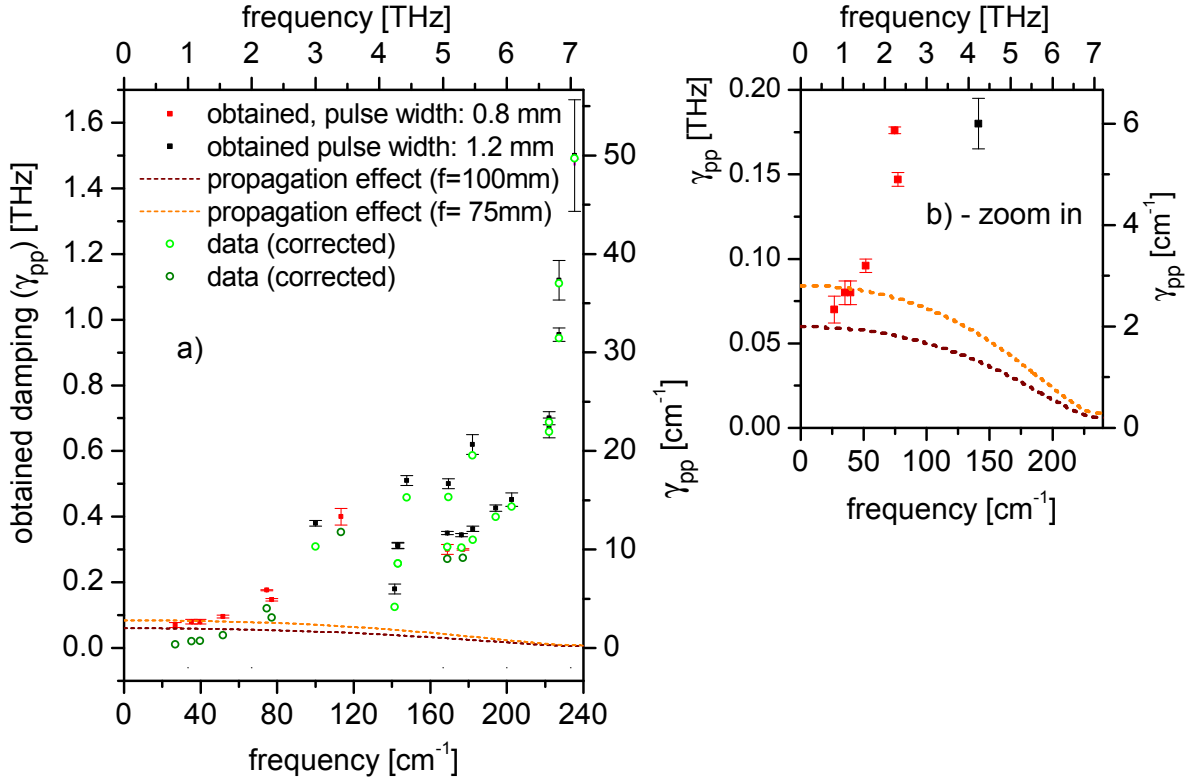 frequency [THz]
0 1 2 3 4 5 6 7
obtained damping (γpp) [THz]
1.6
1.4
1.2
1.0
0.8
0.6
0.4
0.2
0.0
obtained, pulse width: 0.8 mm
obtained pulse width: 1.2 mm
propagation effect (f=100mm)
propagation effect (f= 75mm)
data (corrected)
data (corrected)
a)
50
40
30
20
10
0
γpp [cm-1]
0 40 80 120 160 200 240
frequency [cm-1]
frequency [THz]
0 1 2 3 4 5 6 7
γpp [THz]
0.20
0.15
0.10
0.05
0.00
b) - zoom in
6
4
2
0
γpp [cm-1]
0 50 100 150 200
frequency [cm-1]